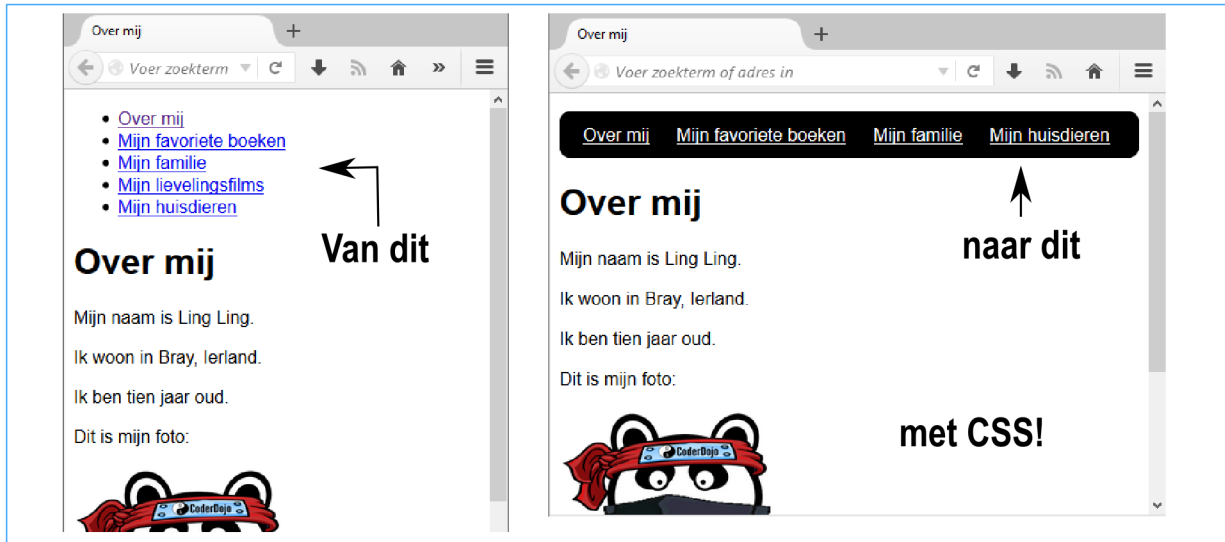 Over mij
Voer zoekterm
Over mij
Mijn favoriete boeken
Mijn familie
Mijn lievelingsfilms
Mijn huisdieren
Van dit
Over mij
Mijn naam is Ling Ling.
Ik woon in Bray, Ierland.
Ik ben tien jaar oud.
Dit is mijn foto:
CoderDojo
Over mij
Voer zoekterm of adres in
Over mij Mijn favoriete boeken Mijn familie Mijn huisdieren
naar dit
Over mij
Mijn naam is Ling Ling.
Ik woon in Bray, Ierland.
Ik ben tien jaar oud.
Dit is mijn foto:
met CSS!
CoderDojo